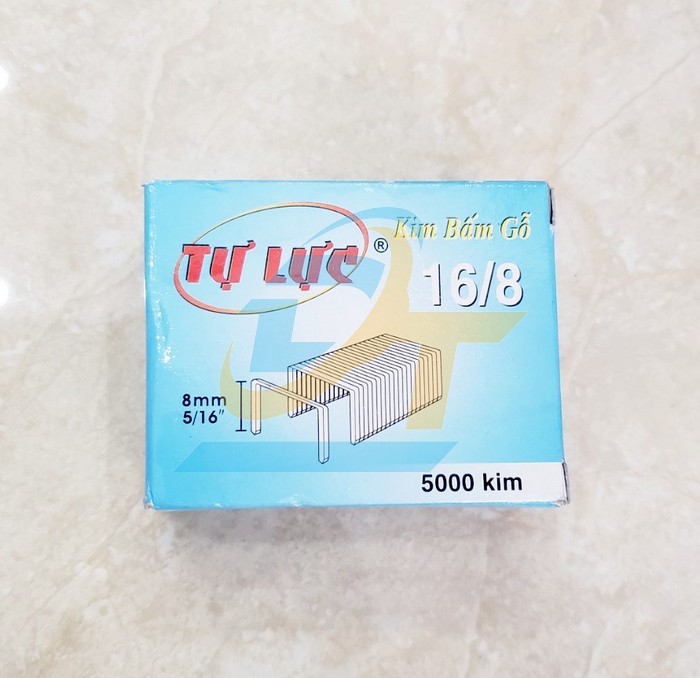 TỰ LỰC ®
Kim Bấm Gỗ
16/8
8mm
5/16"
5000 kim